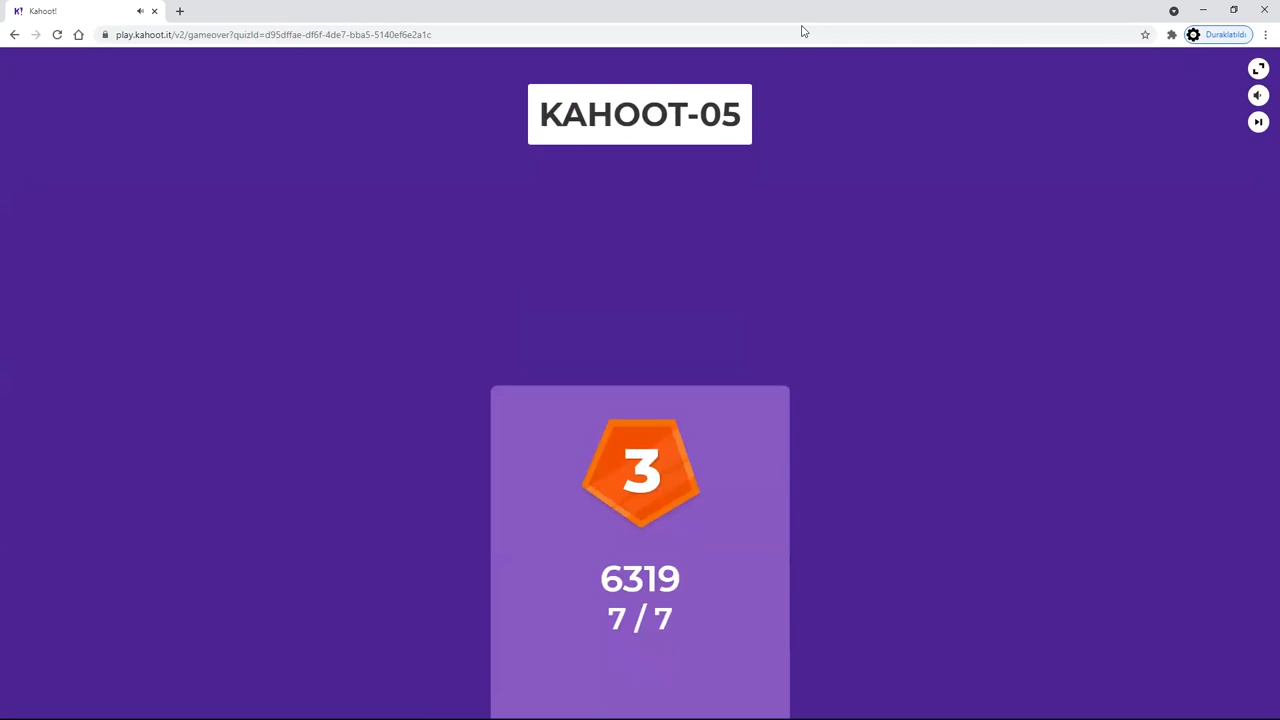 K! Kahoot!
play.kahoot.it/v2/gameover?quizId=d95dffae-df6f-4de7-bba5-5140ef6e2a1c
Duraklatıldı
KAHOOT-05
3
6319
7 / 7